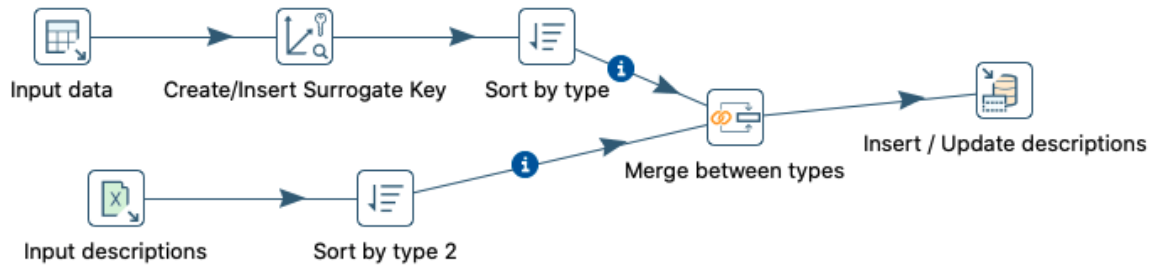 Input data
Create/Insert Surrogate Key
Sort by type
Merge between types
Insert / Update descriptions
Input descriptions
Sort by type 2